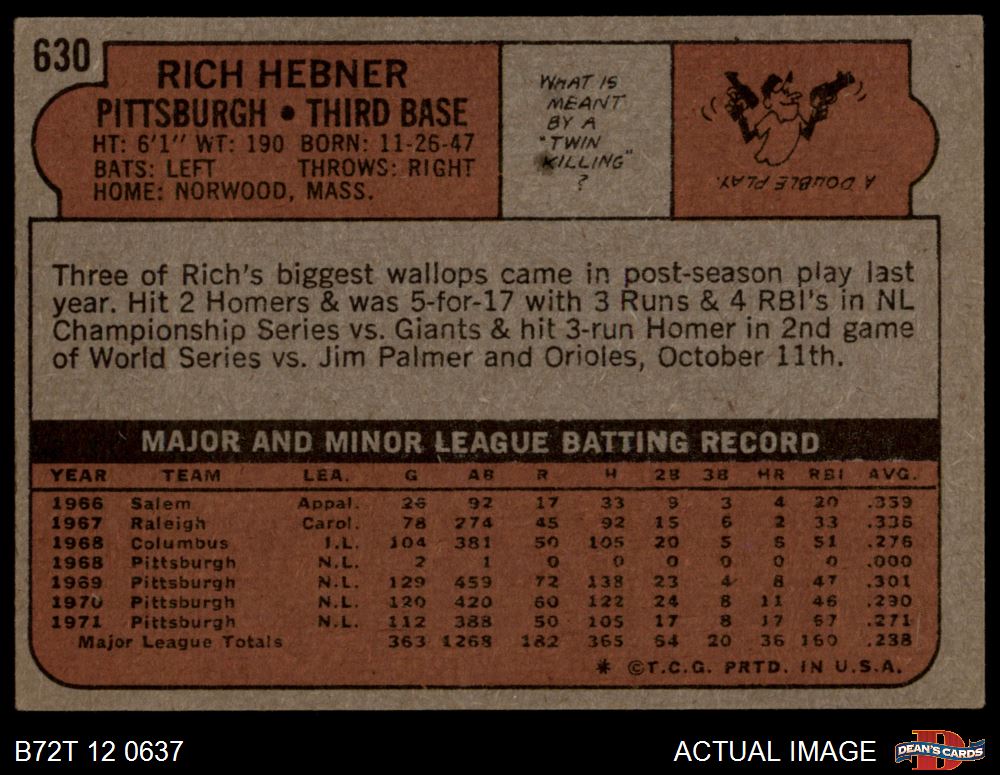 630
RICH HEBNER
PITTSBURGH • THIRD BASE
HT: 6'1" WT: 190 BORN: 11-26-47
BATS: LEFT THROWS: RIGHT
HOME: NORWOOD, MASS.
WHAT IS
MEANT
BY A
"TWIN
KILLING"
?
A DOUBLE PLAY.
Three of Rich's biggest wallops came in post-season play last
year. Hit 2 Homers & was 5-for-17 with 3 Runs & 4 RBI's in NL
Championship Series vs. Giants & hit 3-run Homer in 2nd game
of World Series vs. Jim Palmer and Orioles, October 11th.
MAJOR AND MINOR LEAGUE BATTING RECORD
YEAR TEAM LEA. G AB R H 2B 3B HR RBI AVG.
1966 Salem Appal. 26 92 17 33 9 3 4 20 .359
1967 Raleigh Carol. 78 274 45 92 15 6 2 33 .336
1968 Columbus I.L. 104 381 50 105 20 5 6 51 .276
1968 Pittsburgh N.L. 2 1 0 0 0 0 0 0 .000
1969 Pittsburgh N.L. 129 459 72 138 23 4 8 47 .301
1970 Pittsburgh N.L. 120 420 60 122 24 8 11 46 .290
1971 Pittsburgh N.L. 112 388 50 105 17 8 17 67 .271
Major League Totals 363 1268 182 365 64 20 36 160 .238
* ©T.C.G. PRTD. IN U.S.A.
B72T 12 0637
ACTUAL IMAGE
DEAN'S CARDS